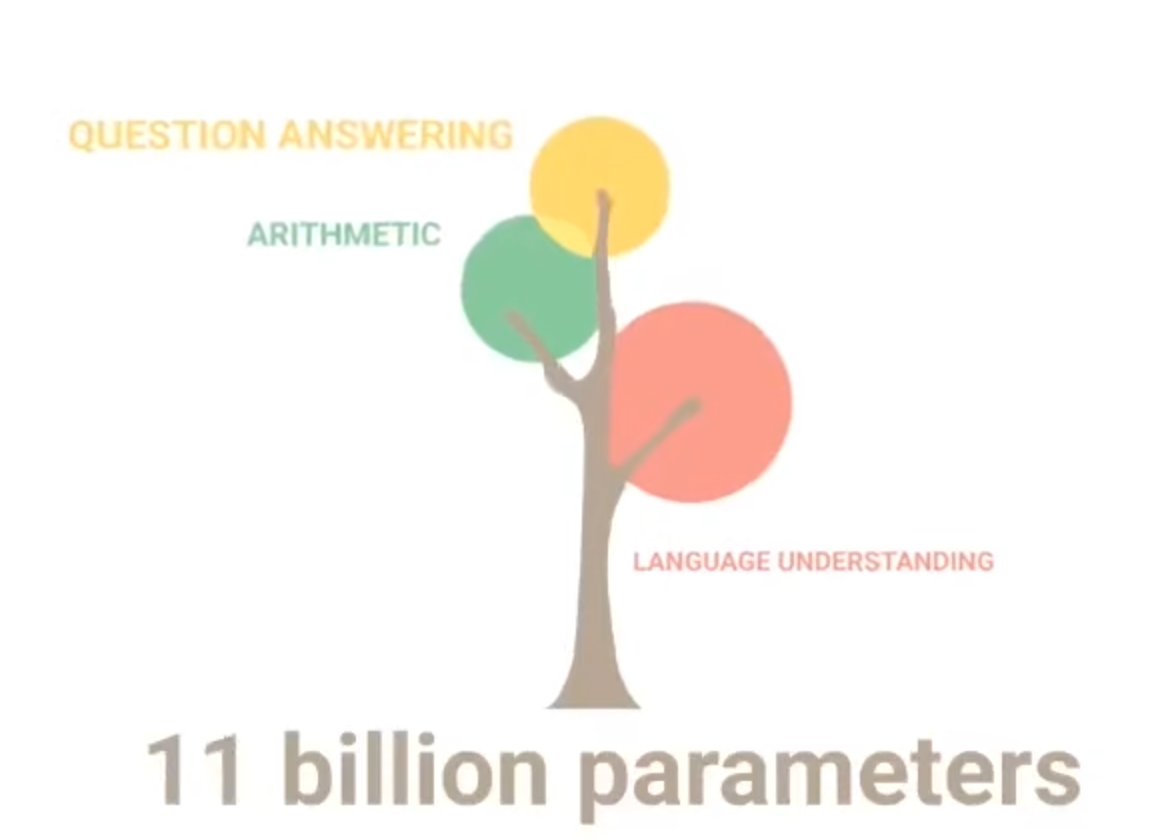 QUESTION ANSWERING
ARITHMETIC
LANGUAGE UNDERSTANDING
11 billion parameters